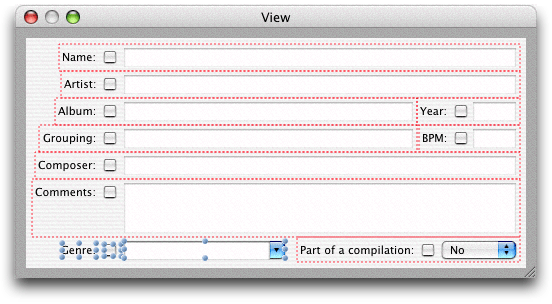 View
Name:
Artist:
Album: Year:
Grouping: BPM:
Composer:
Comments:
Genre Part of a compilation: No